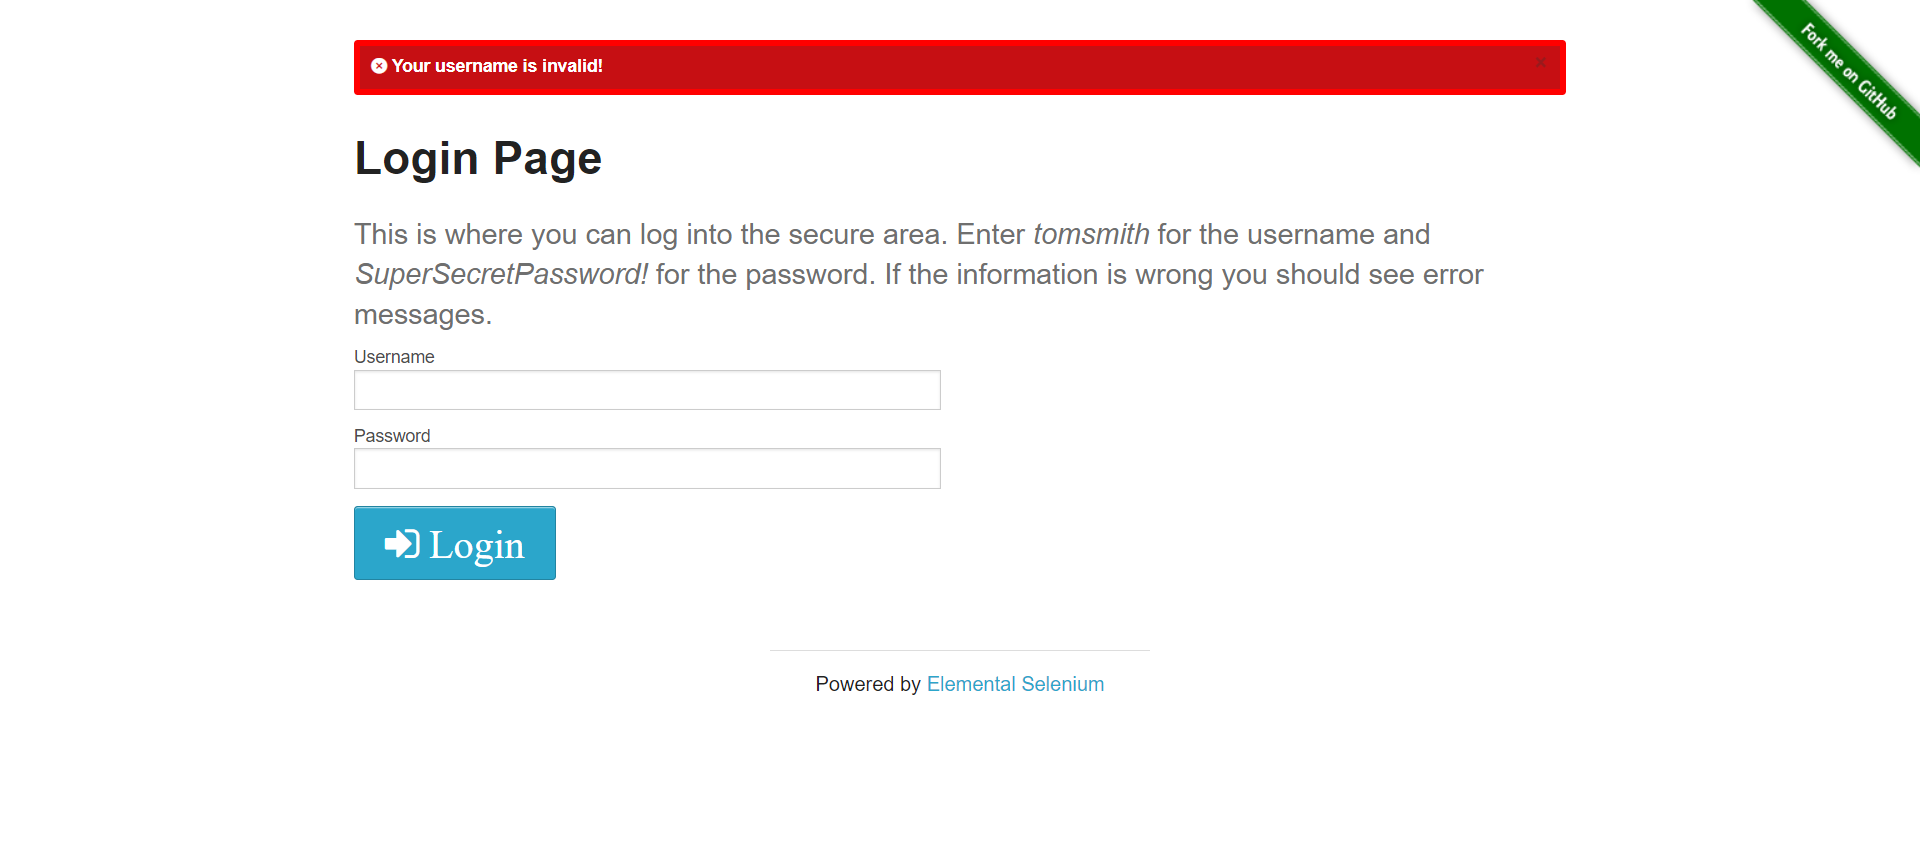 Your username is invalid!
Fork me on GitHub
Login Page
This is where you can log into the secure area. Enter tomsmith for the username and
SuperSecretPassword! for the password. If the information is wrong you should see error
messages.
Username
Password
Login
Powered by Elemental Selenium